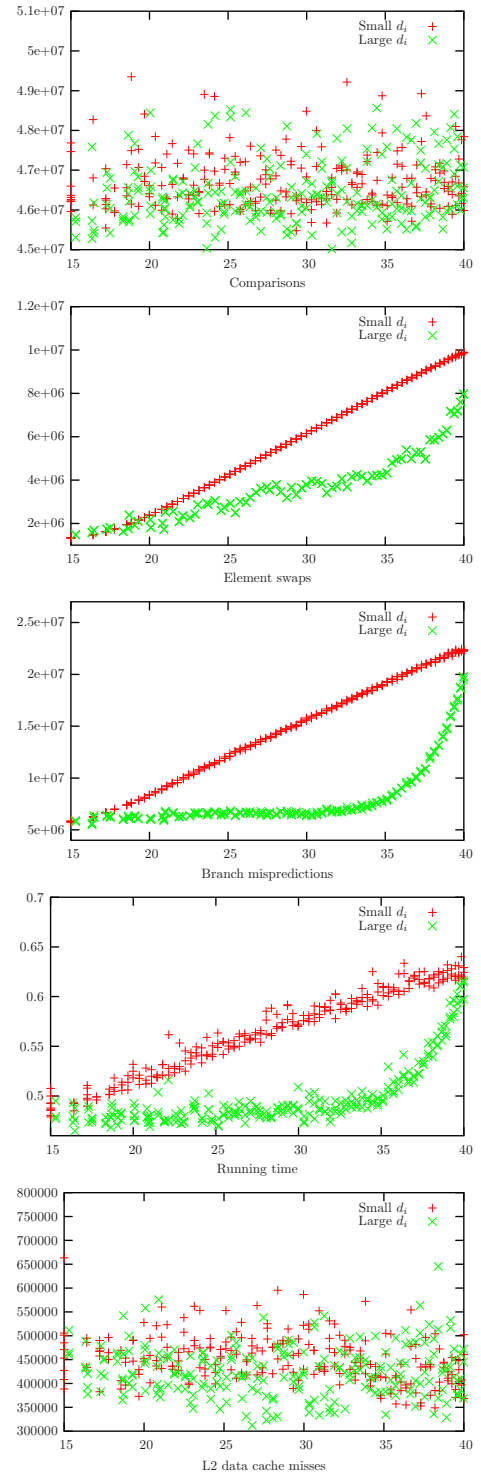 5.1e+07
5e+07
4.9e+07
4.8e+07
4.7e+07
4.6e+07
4.5e+07
15 20 25 30 35 40
Comparisons
Small d_i
Large d_i
1.2e+07
1e+07
8e+06
6e+06
4e+06
2e+06
15 20 25 30 35 40
Element swaps
Small d_i
Large d_i
2.5e+07
2e+07
1.5e+07
1e+07
5e+06
15 20 25 30 35 40
Branch mispredictions
Small d_i
Large d_i
0.7
0.65
0.6
0.55
0.5
15 20 25 30 35 40
Running time
Small d_i
Large d_i
800000
750000
700000
650000
600000
550000
500000
450000
400000
350000
300000
15 20 25 30 35 40
L2 data cache misses
Small d_i
Large d_i